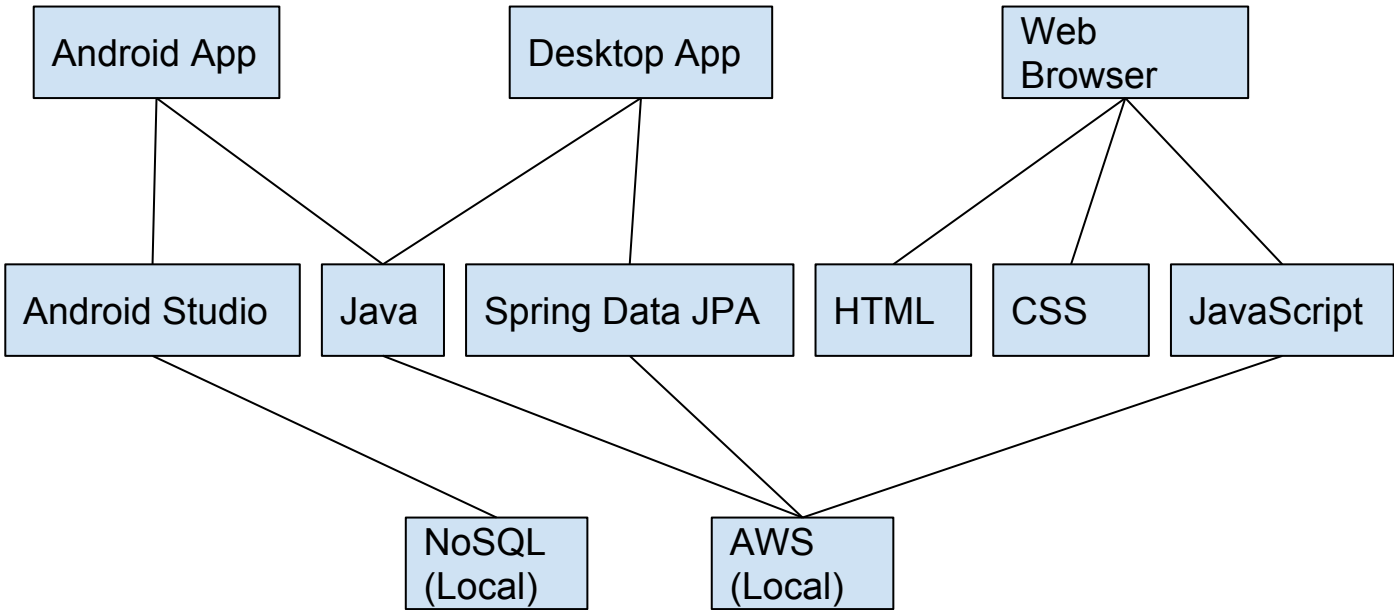 Android App
Desktop App
Web
Browser
Android Studio
Java
Spring Data JPA
HTML
CSS
JavaScript
NoSQL
(Local)
AWS
(Local)